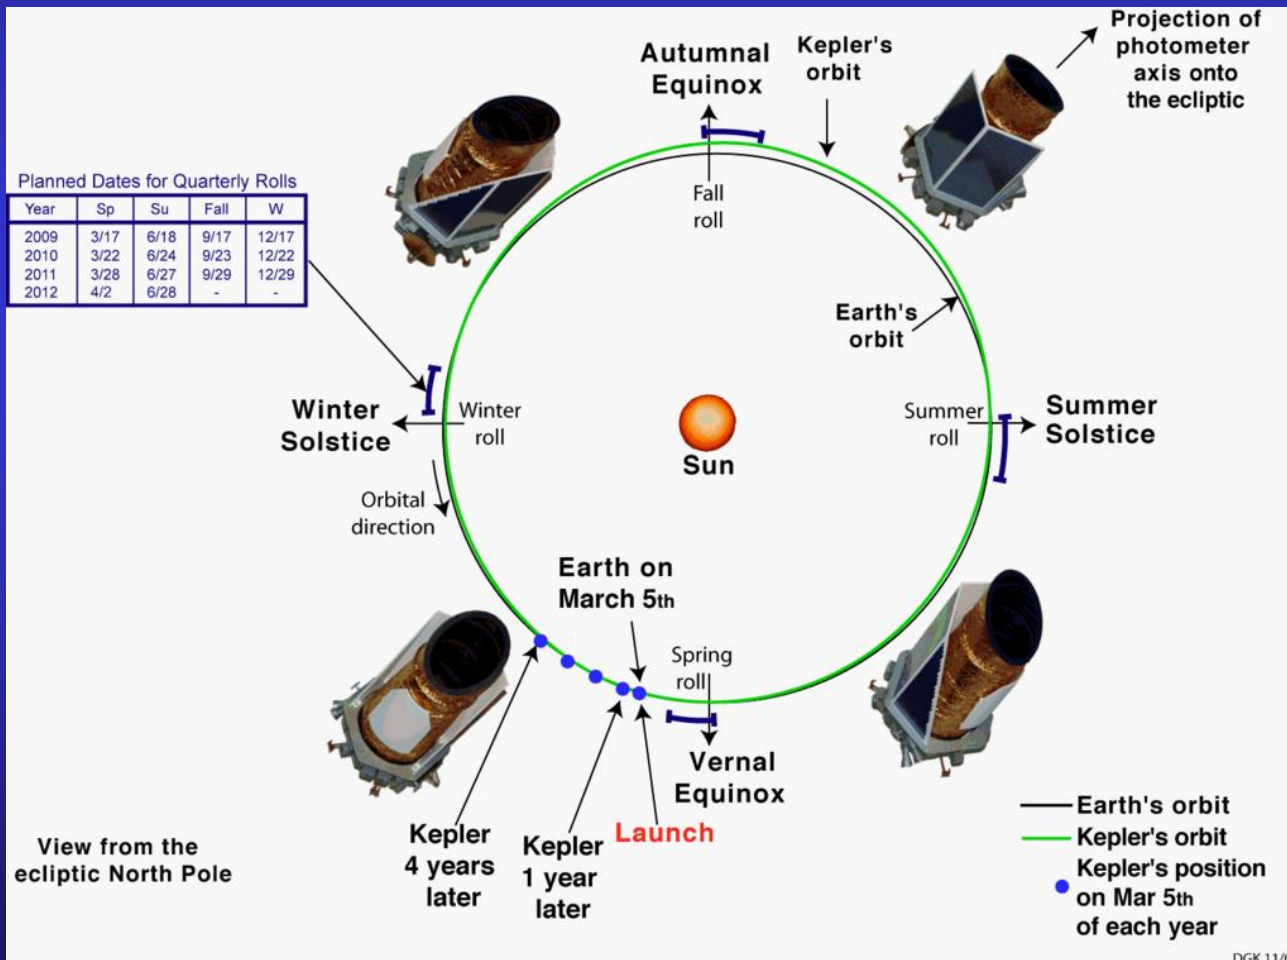 Projection of
photometer
axis onto
the ecliptic
Autumnal
Equinox
Kepler's
orbit
Planned Dates for Quarterly Rolls
Year Sp Su Fall W
2009 3/17 6/18 9/17 12/17
2010 3/22 6/24 9/23 12/22
2011 3/28 6/27 9/29 12/29
2012 4/2 6/28 - -
Fall
roll
Earth's
orbit
Winter
Solstice
Winter
roll
Sun
Summer
roll
Summer
Solstice
Orbital
direction
Earth on
March 5th
Spring
roll
Vernal
Equinox
Kepler
4 years
later
Kepler
1 year
later
Launch
View from the
ecliptic North Pole
Earth's orbit
Kepler's orbit
Kepler's position
on Mar 5th
of each year
DGK